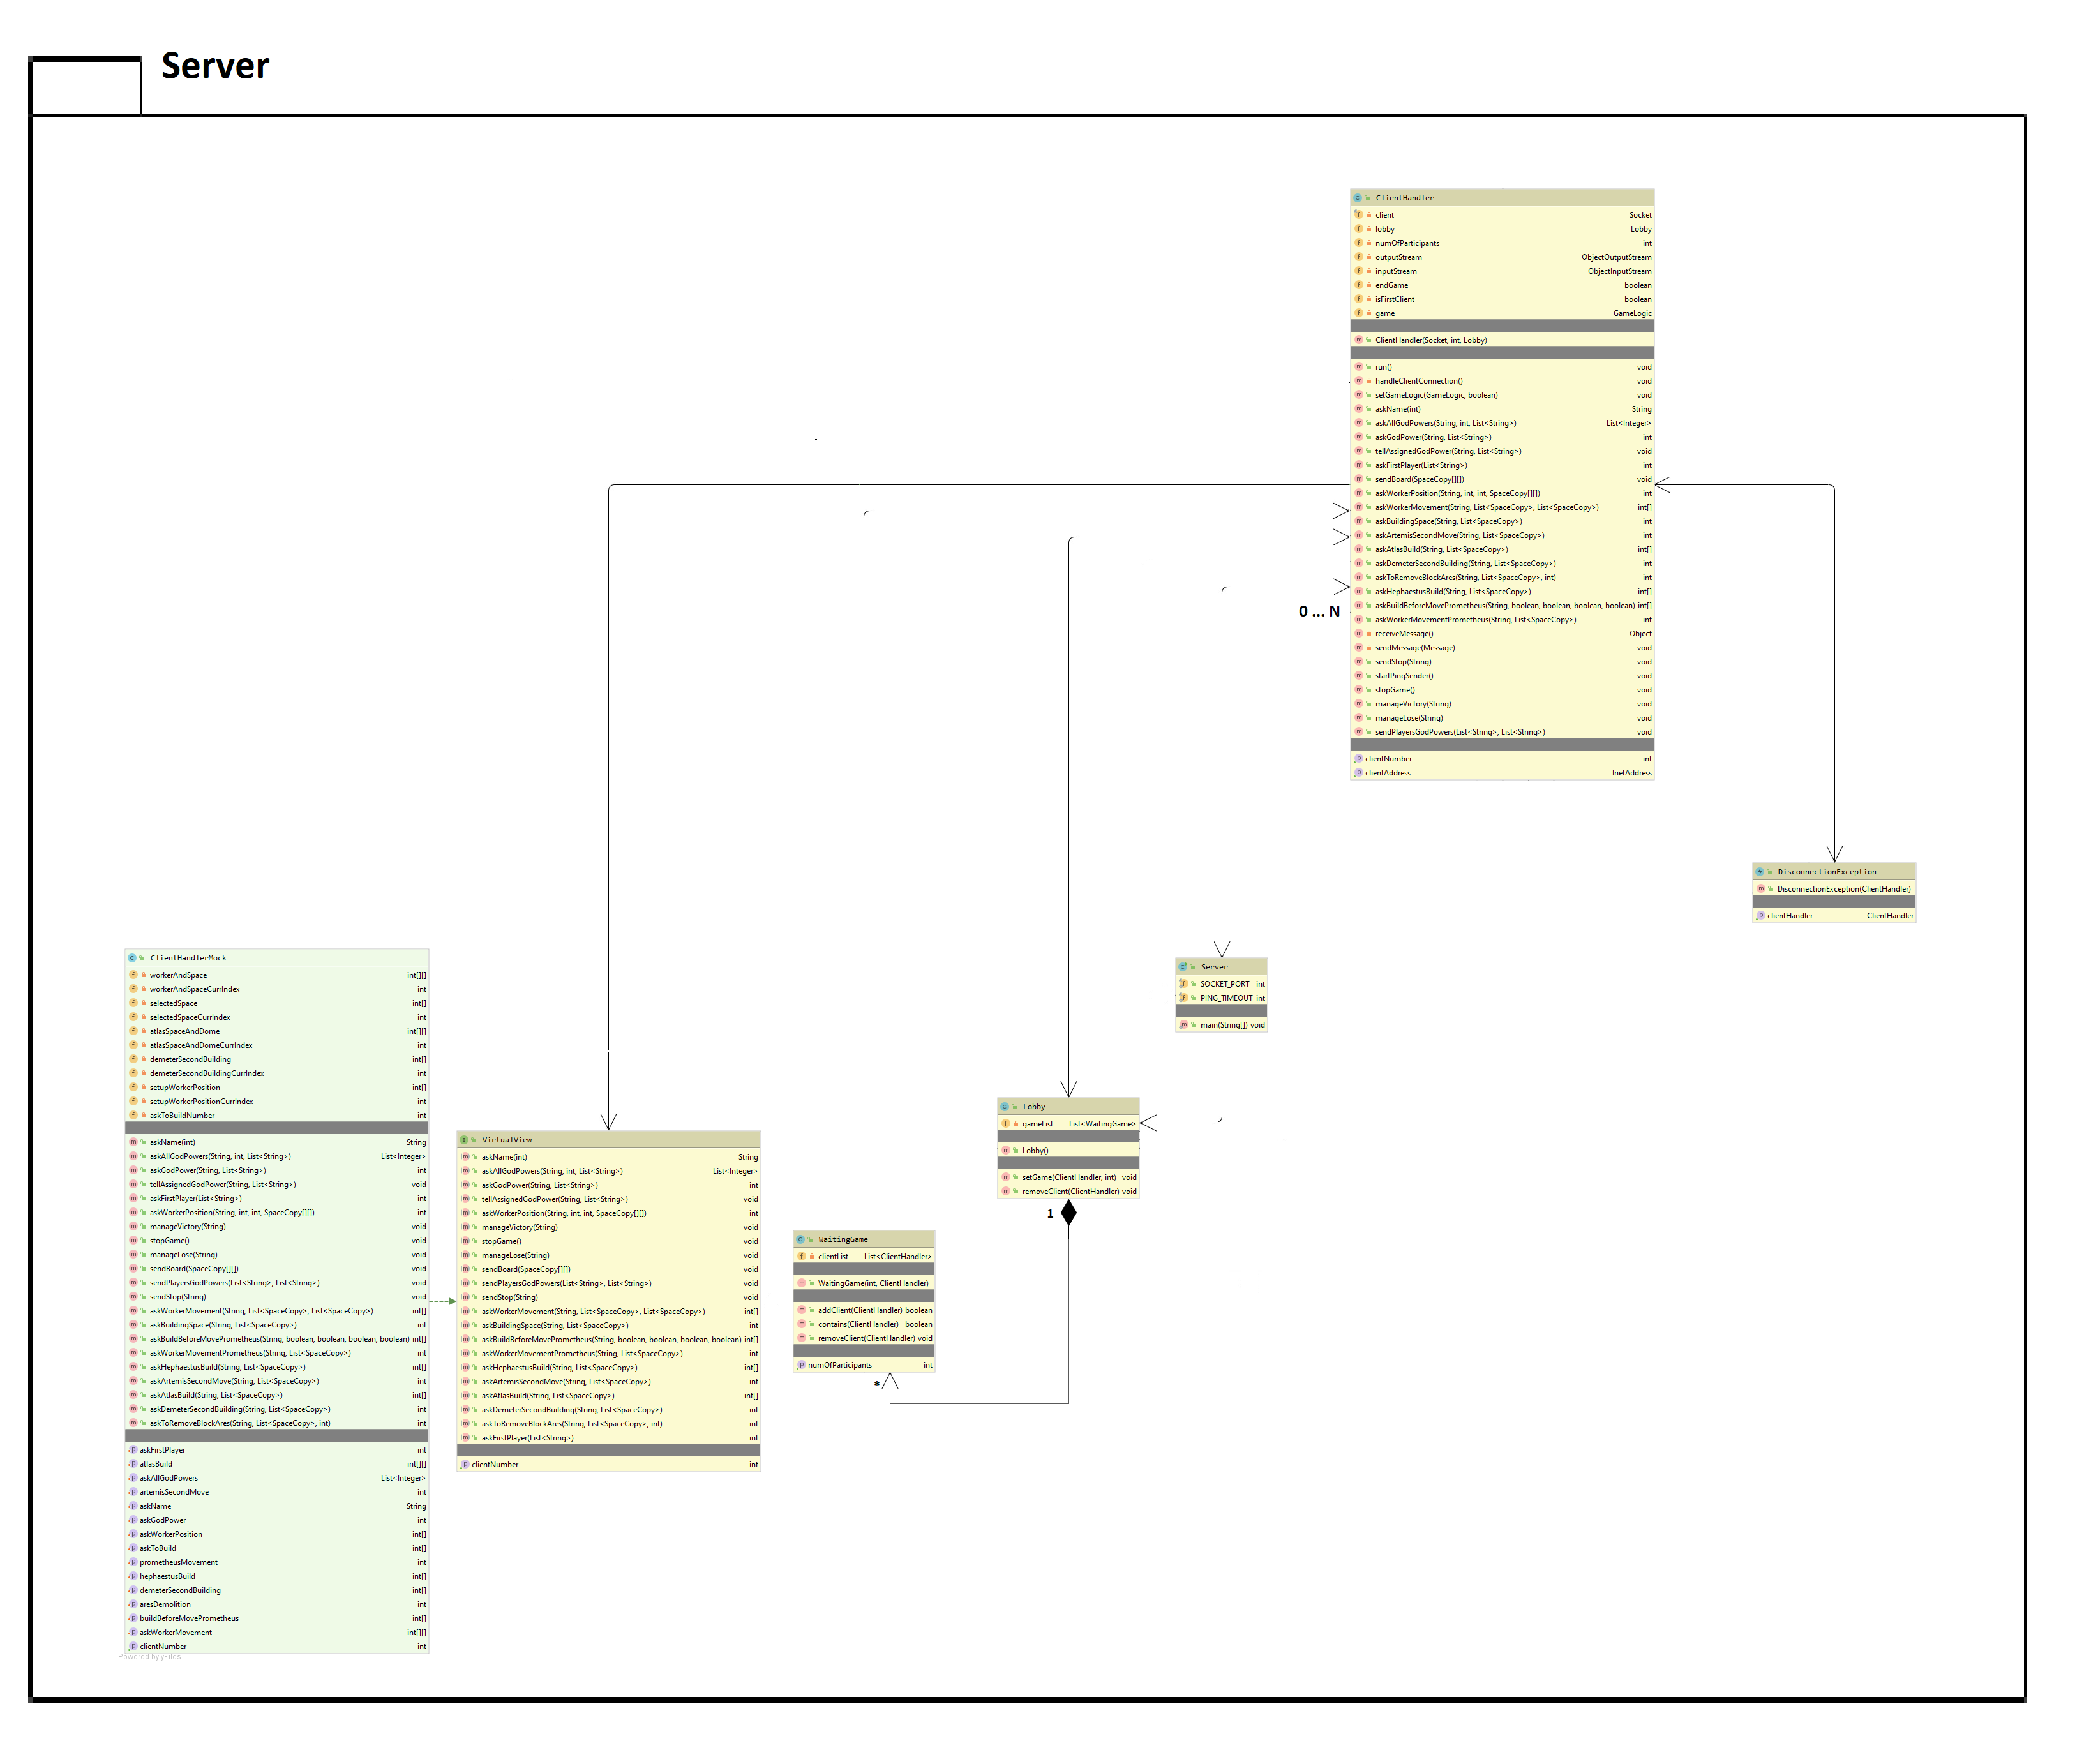 Server
ClientHandler
client Socket
lobby Lobby
numOfParticipants int
outputStream ObjectOutputStream
inputStream ObjectInputStream
endGame boolean
isFirstClient boolean
game GameLogic
ClientHandler(Socket, int, Lobby)
run() void
handleClientConnection() void
setGameLogic(GameLogic, boolean) void
askName(int) String
askAllGodPowers(String, int, List<String>) List<Integer>
askGodPower(String, List<String>) int
tellAssignedGodPower(String, List<String>) void
askFirstPlayer(List<String>) int
sendBoard(SpaceCopy[][]) void
askWorkerPosition(String, int, int, SpaceCopy[][]) int
askWorkerMovement(String, List<SpaceCopy>, List<SpaceCopy>) int[]
askBuildingSpace(String, List<SpaceCopy>) int
askArtemisSecondMove(String, List<SpaceCopy>) int
askAtlasBuild(String, List<SpaceCopy>) int[]
askDemeterSecondBuilding(String, List<SpaceCopy>) int
askToRemoveBlockAres(String, List<SpaceCopy>, int) int
askHephaestusBuild(String, List<SpaceCopy>) int[]
askBuildBeforeMovePrometheus(String, boolean, boolean, boolean, boolean) int[]
askWorkerMovementPrometheus(String, List<SpaceCopy>) int
receiveMessage() Object
sendMessage(Message) void
sendStop(String) void
startPingSender() void
stopGame() void
manageVictory(String) void
manageLose(String) void
sendPlayersGodPowers(List<String>, List<String>) void
clientNumber int
clientAddress InetAddress
0 ... N
DisconnectionException
DisconnectionException(ClientHandler)
clientHandler ClientHandler
ClientHandlerMock
workerAndSpace int[][]
workerAndSpaceCurrIndex int
selectedSpace int[]
selectedSpaceCurrIndex int
atlasSpaceAndDome int[][]
atlasSpaceAndDomeCurrIndex int
demeterSecondBuilding int[]
demeterSecondBuildingCurrIndex int
setupWorkerPosition int[]
setupWorkerPositionCurrIndex int
askToBuildNumber int
askName(int) String
askAllGodPowers(String, int, List<String>) List<Integer>
askGodPower(String, List<String>) int
tellAssignedGodPower(String, List<String>) void
askFirstPlayer(List<String>) int
askWorkerPosition(String, int, int, SpaceCopy[][]) int
manageVictory(String) void
stopGame() void
manageLose(String) void
sendBoard(SpaceCopy[][]) void
sendPlayersGodPowers(List<String>, List<String>) void
sendStop(String) void
askWorkerMovement(String, List<SpaceCopy>, List<SpaceCopy>) int[]
askBuildingSpace(String, List<SpaceCopy>) int
askBuildBeforeMovePrometheus(String, boolean, boolean, boolean, boolean) int[]
askWorkerMovementPrometheus(String, List<SpaceCopy>) int
askHephaestusBuild(String, List<SpaceCopy>) int[]
askArtemisSecondMove(String, List<SpaceCopy>) int
askAtlasBuild(String, List<SpaceCopy>) int[]
askDemeterSecondBuilding(String, List<SpaceCopy>) int
askToRemoveBlockAres(String, List<SpaceCopy>, int) int
askFirstPlayer int
atlasBuild int[][]
askAllGodPowers List<Integer>
artemisSecondMove int
askName String
askGodPower int
askWorkerPosition int[]
askToBuild int[]
prometheusMovement int
hephaestusBuild int[]
demeterSecondBuilding int[]
aresDemolition int
buildBeforeMovePrometheus int[]
askWorkerMovement int[][]
clientNumber int
Powered by yFiles
VirtualView
askName(int) String
askAllGodPowers(String, int, List<String>) List<Integer>
askGodPower(String, List<String>) int
tellAssignedGodPower(String, List<String>) void
askWorkerPosition(String, int, int, SpaceCopy[][]) int
manageVictory(String) void
stopGame() void
manageLose(String) void
sendBoard(SpaceCopy[][]) void
sendPlayersGodPowers(List<String>, List<String>) void
sendStop(String) void
askWorkerMovement(String, List<SpaceCopy>, List<SpaceCopy>) int[]
askBuildingSpace(String, List<SpaceCopy>) int
askBuildBeforeMovePrometheus(String, boolean, boolean, boolean, boolean) int[]
askWorkerMovementPrometheus(String, List<SpaceCopy>) int
askHephaestusBuild(String, List<SpaceCopy>) int[]
askArtemisSecondMove(String, List<SpaceCopy>) int
askAtlasBuild(String, List<SpaceCopy>) int[]
askDemeterSecondBuilding(String, List<SpaceCopy>) int
askToRemoveBlockAres(String, List<SpaceCopy>, int) int
askFirstPlayer(List<String>) int
clientNumber int
WaitingGame
clientList List<ClientHandler>
WaitingGame(int, ClientHandler)
addClient(ClientHandler) boolean
contains(ClientHandler) boolean
removeClient(ClientHandler) void
numOfParticipants int
*
Server
SOCKET_PORT int
PING_TIMEOUT int
main(String[]) void
Lobby
gameList List<WaitingGame>
Lobby()
setGame(ClientHandler, int) void
removeClient(ClientHandler) void
1